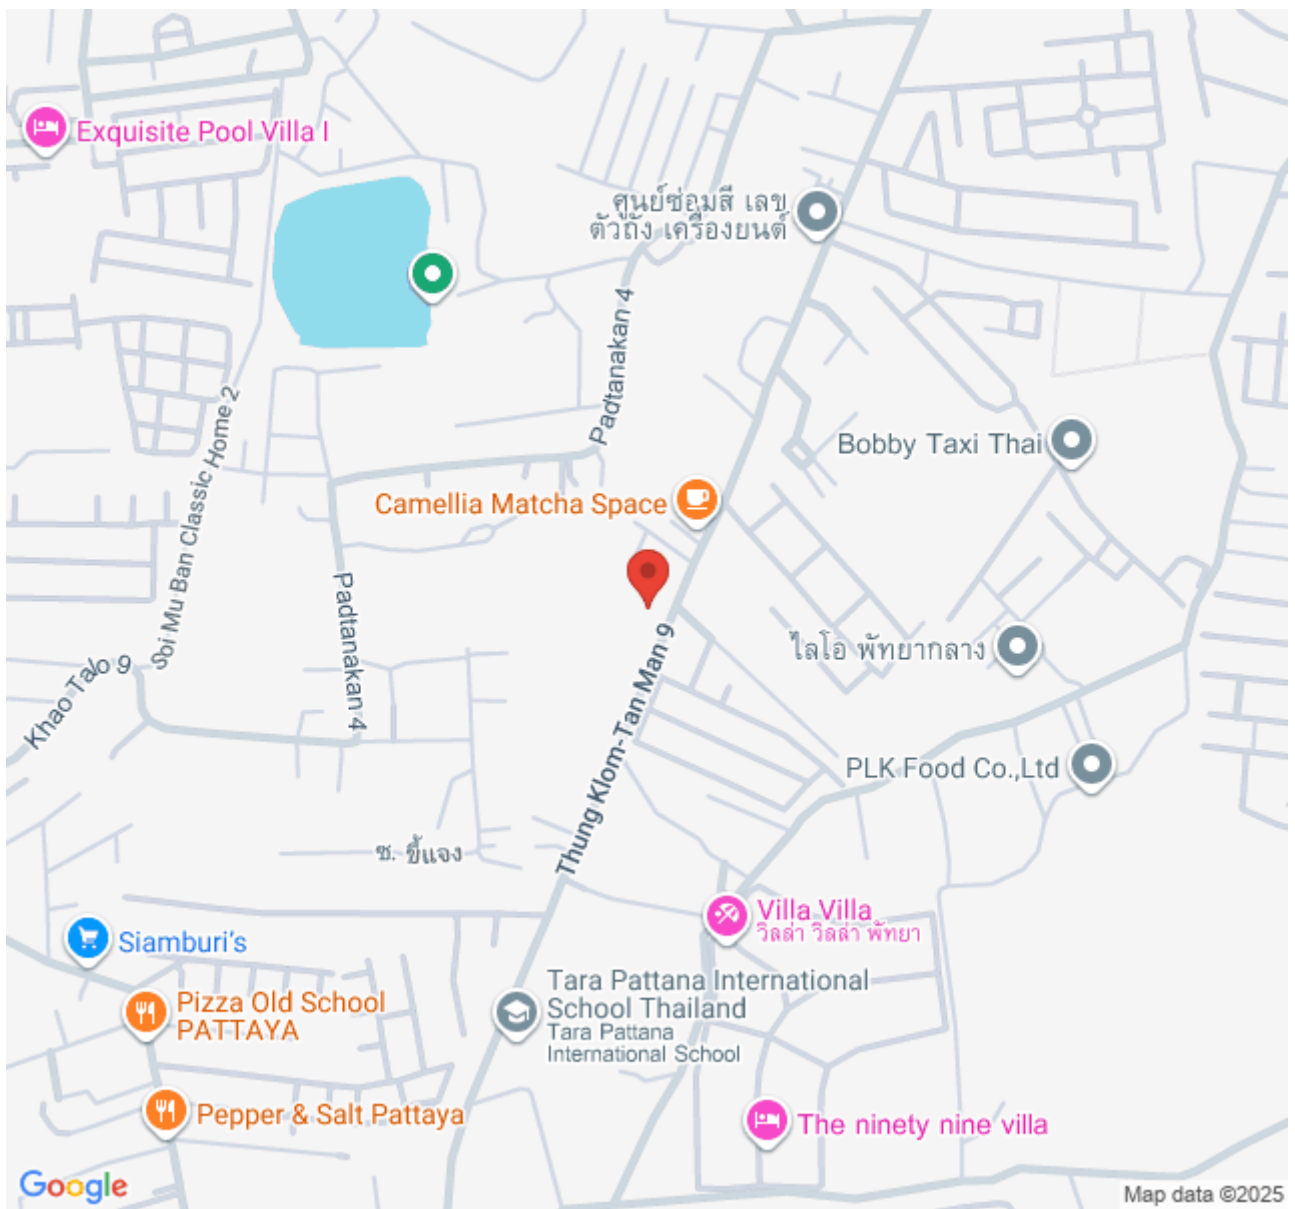 Exquisite Pool Villa I
ศูนย์ซ่อมสี เลข
ตัวถัง เครื่องยนต์
Padtanakan 4
Soi Mu Ban Classic Home 2
Bobby Taxi Thai
Camellia Matcha Space
Padtanakan 4
Khao Talo 9
Thung Klom-Tan Man 9
ไลโอ พัทยากลาง
PLK Food Co.,Ltd
ซ. ขี้แจง
Villa Villa
วิลล่า วิลล่า พัทยา
Siamburi's
Tara Pattana International
School Thailand
Tara Pattana
International School
Pizza Old School
PATTAYA
Pepper & Salt Pattaya
The ninety nine villa
Google
Map data ©2025